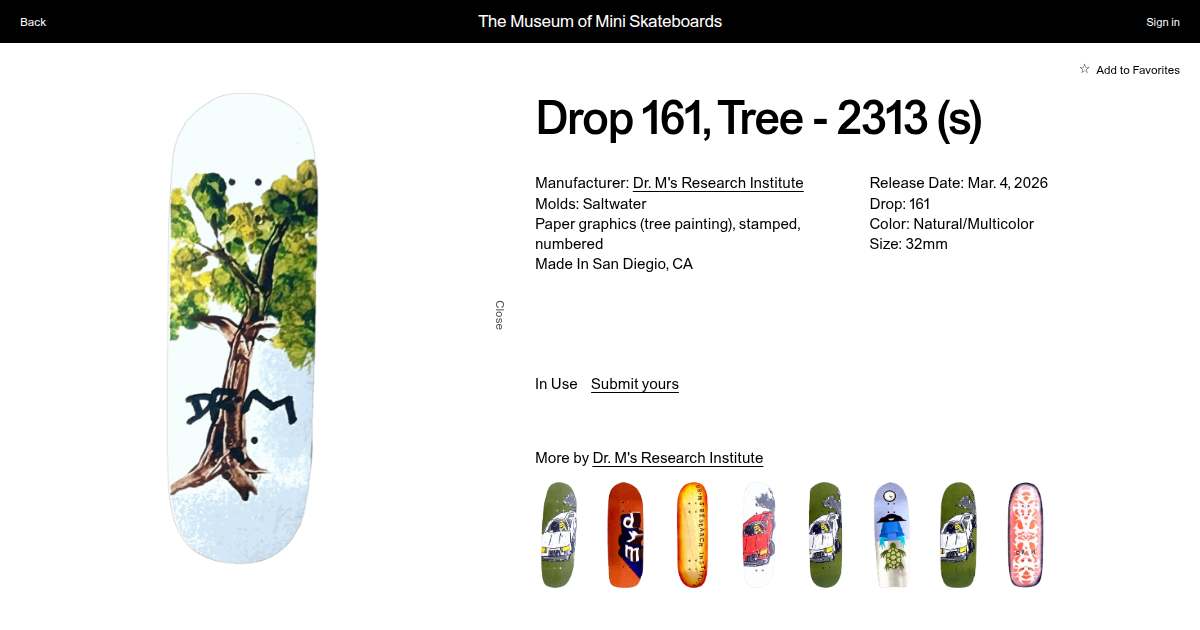 Back
The Museum of Mini Skateboards
Sign in
☆ Add to Favorites
Drop 161, Tree - 2313 (s)
Manufacturer: Dr. M's Research Institute
Molds: Saltwater
Paper graphics (tree painting), stamped,
numbered
Made In San Diegio, CA
Release Date: Mar. 4, 2026
Drop: 161
Color: Natural/Multicolor
Size: 32mm
DRM
Close
In Use Submit yours
More by Dr. M's Research Institute
drm